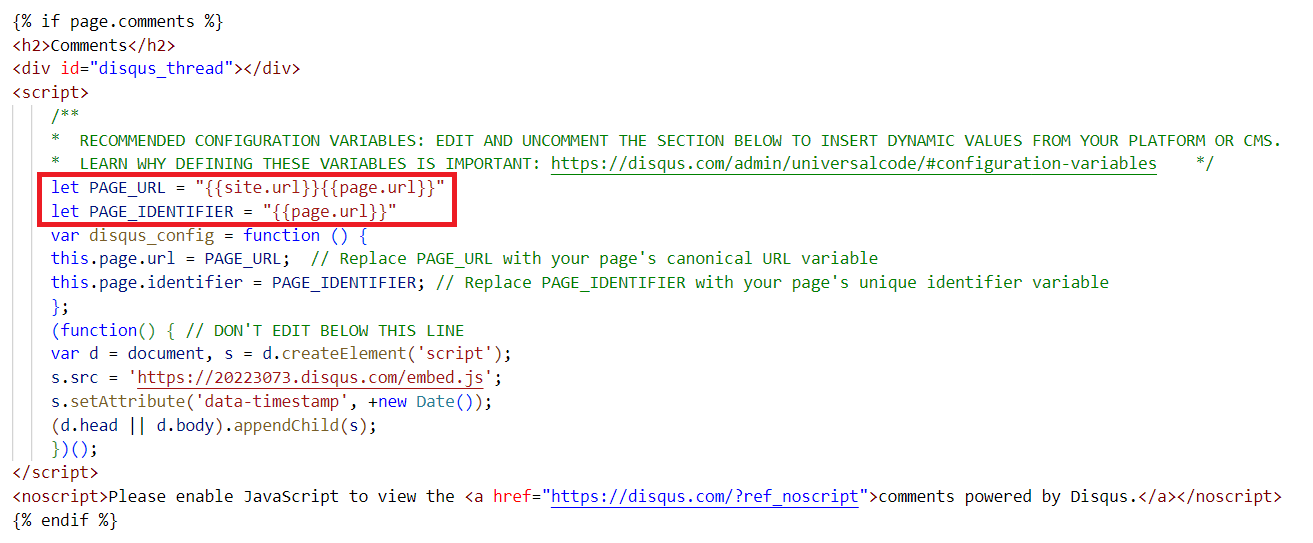 {% if page.comments %}
<h2>Comments</h2>
<div id="disqus_thread"></div>
<script>
/**
*  RECOMMENDED CONFIGURATION VARIABLES: EDIT AND UNCOMMENT THE SECTION BELOW TO INSERT DYNAMIC VALUES FROM YOUR PLATFORM OR CMS.
*  LEARN WHY DEFINING THESE VARIABLES IS IMPORTANT: https://disqus.com/admin/universalcode/#configuration-variables    */
let PAGE_URL = "{{site.url}}{{page.url}}"
let PAGE_IDENTIFIER = "{{page.url}}"
var disqus_config = function () {
this.page.url = PAGE_URL;  // Replace PAGE_URL with your page's canonical URL variable
this.page.identifier = PAGE_IDENTIFIER; // Replace PAGE_IDENTIFIER with your page's unique identifier variable
};
(function() { // DON'T EDIT BELOW THIS LINE
var d = document, s = d.createElement('script');
s.src = 'https://20223073.disqus.com/embed.js';
s.setAttribute('data-timestamp', +new Date());
(d.head || d.body).appendChild(s);
})();
</script>
<noscript>Please enable JavaScript to view the <a href="https://disqus.com/?ref_noscript">comments powered by Disqus.</a></noscript>
{% endif %}